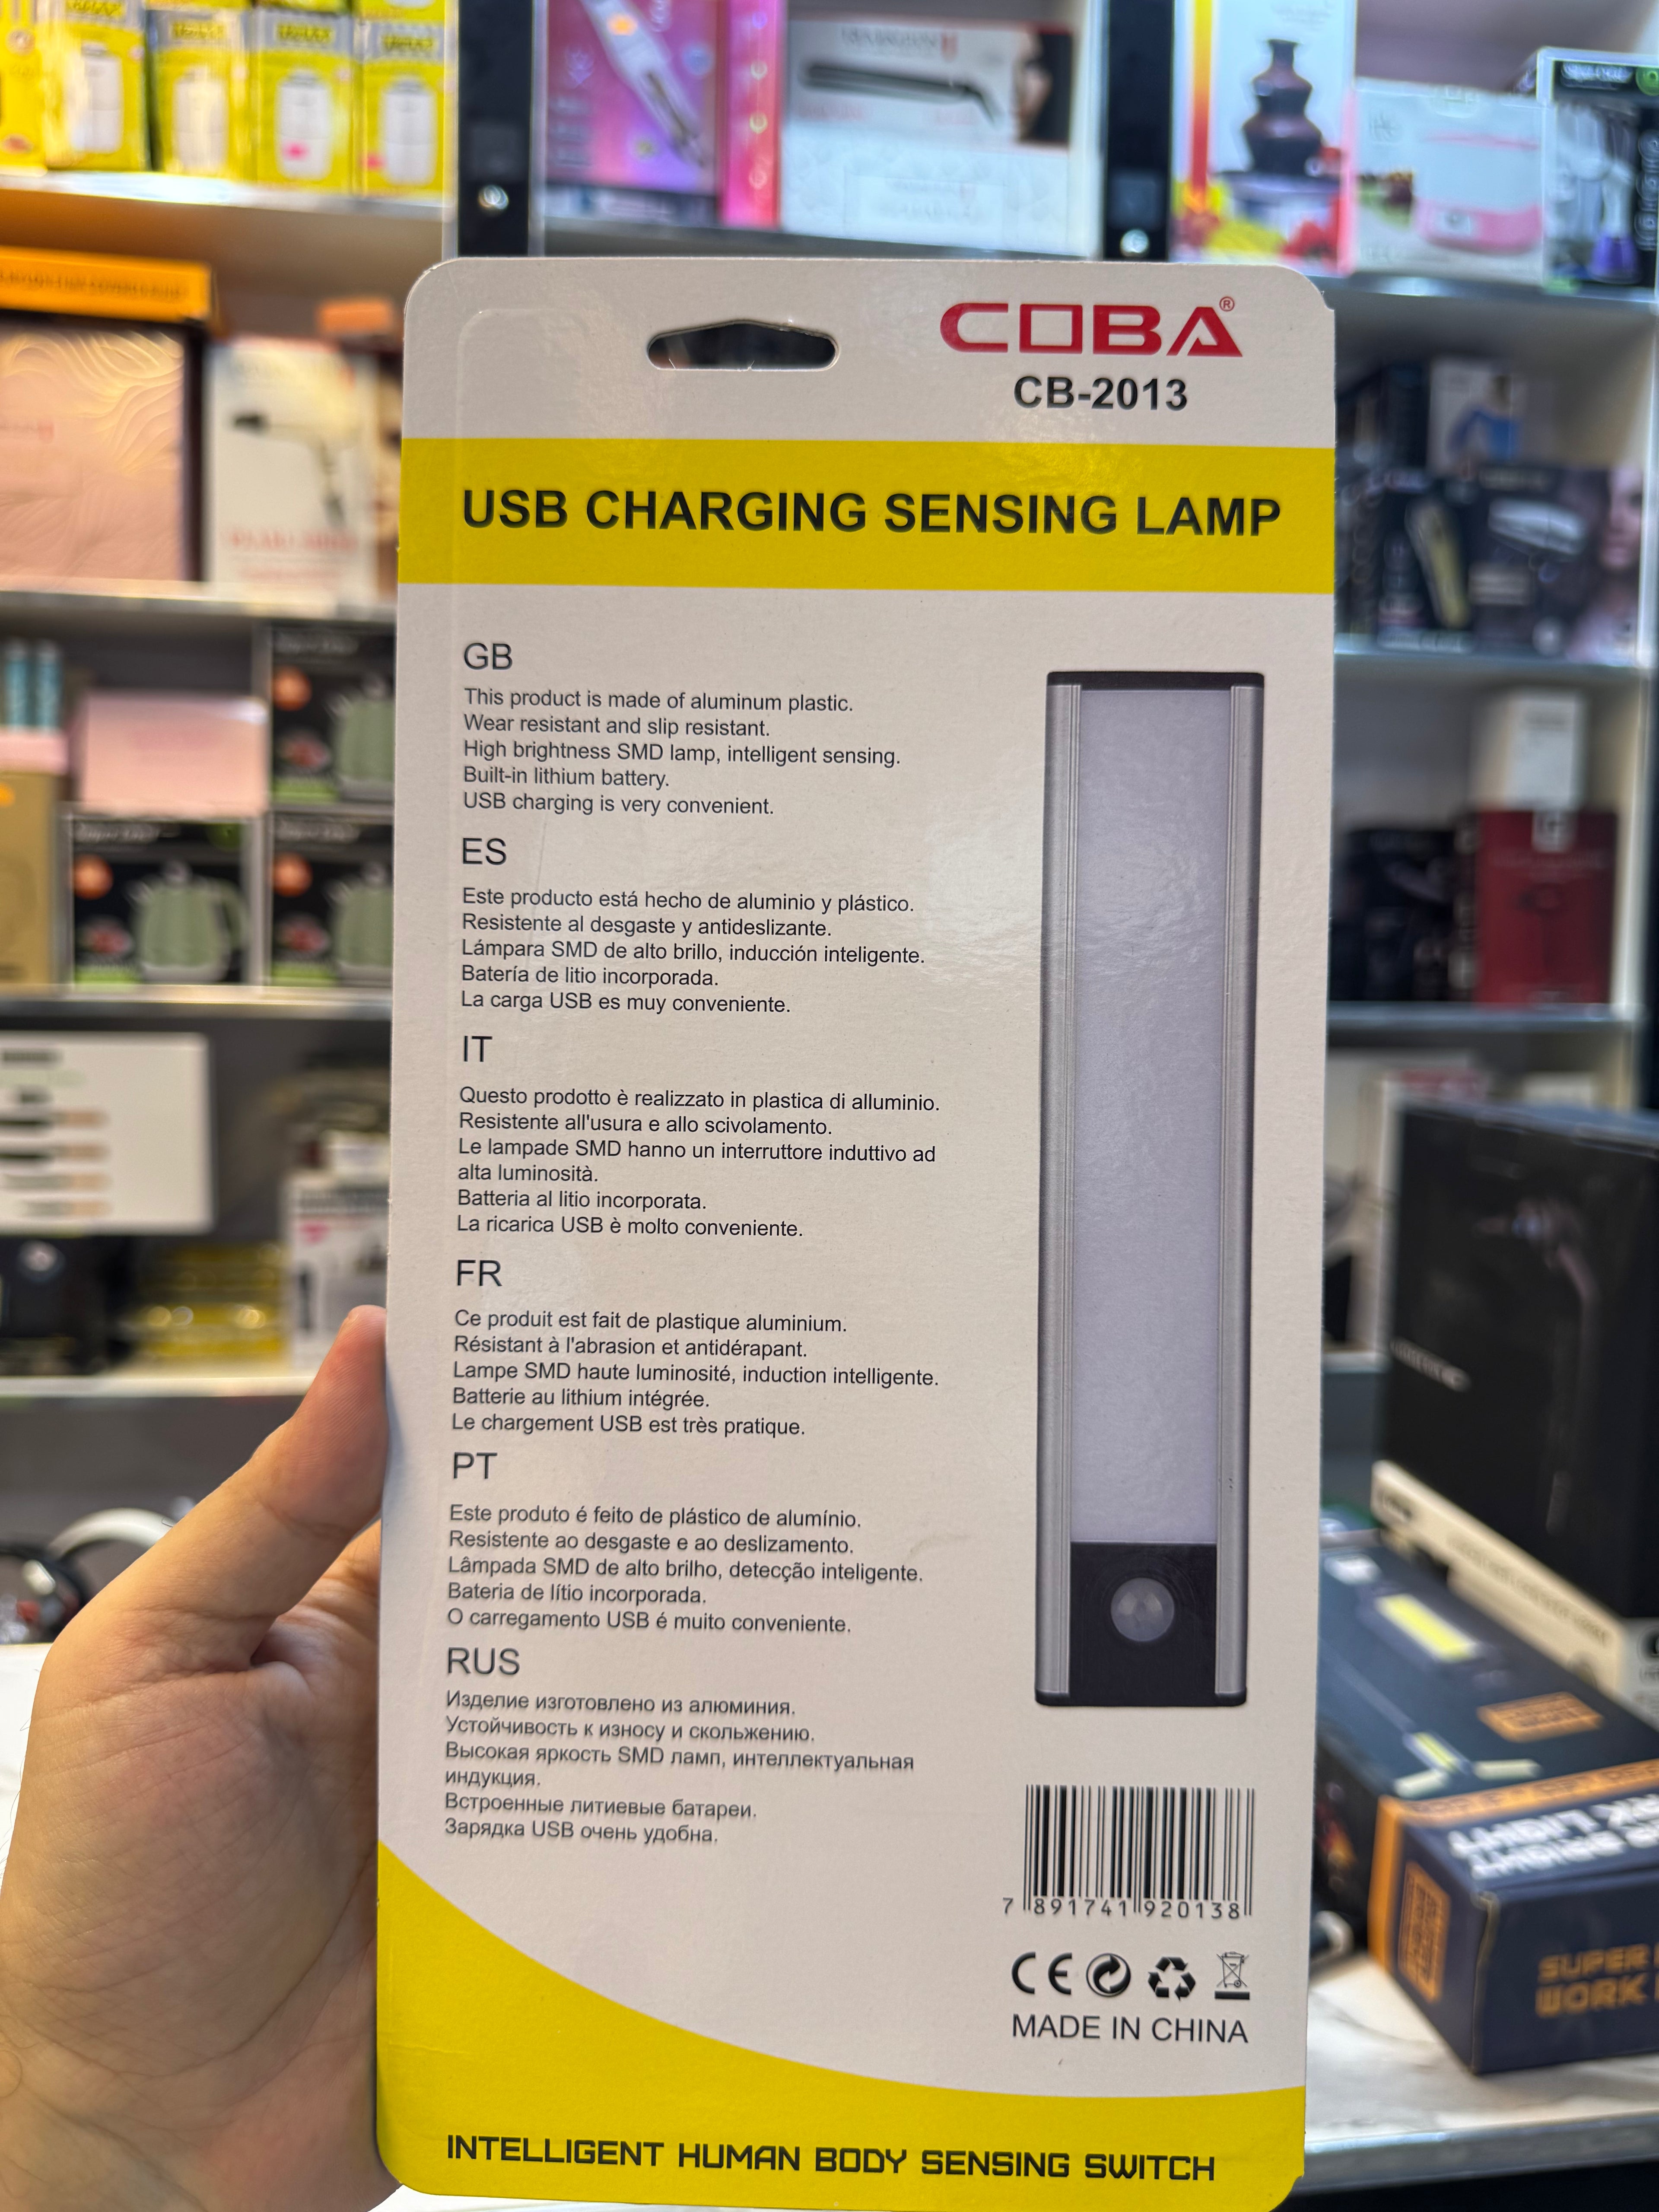 COBA®
CB-2013
USB CHARGING SENSING LAMP
GB
This product is made of aluminum plastic.
Wear resistant and slip resistant.
High brightness SMD lamp, intelligent sensing.
Built-in lithium battery.
USB charging is very convenient.
ES
Este producto está hecho de aluminio y plástico.
Resistente al desgaste y antideslizante.
Lámpara SMD de alto brillo, inducción inteligente.
Batería de litio incorporada.
La carga USB es muy conveniente.
IT
Questo prodotto è realizzato in plastica di alluminio.
Resistente all'usura e allo scivolamento.
Le lampade SMD hanno un interruttore induttivo ad
alta luminosità.
Batteria al litio incorporata.
La ricarica USB è molto conveniente.
FR
Ce produit est fait de plastique aluminium.
Résistant à l'abrasion et antidérapant.
Lampe SMD haute luminosité, induction intelligente.
Batterie au lithium intégrée.
Le chargement USB est très pratique.
PT
Este produto é feito de plástico de alumínio.
Resistente ao desgaste e ao deslizamento.
Lâmpada SMD de alto brilho, detecção inteligente.
Bateria de lítio incorporada.
O carregamento USB é muito conveniente.
RUS
Изделие изготовлено из алюминия.
Устойчивость к износу и скольжению.
Высокая яркость SMD ламп, интеллектуальная
индукция.
Встроенные литиевые батареи.
Зарядка USB очень удобна.
7 891741 920138
CE
MADE IN CHINA
INTELLIGENT HUMAN BODY SENSING SWITCH
SUPER
WORK